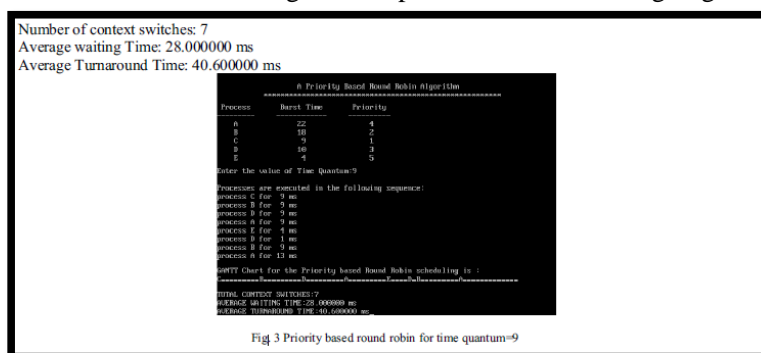 Number of context switches: 7
Average waiting Time: 28.000000 ms
Average Turnaround Time: 40.600000 ms
A Priority Based Round Robin Algorithm
Process Burst Time Priority
A 22 4
B 18 2
C 9 1
D 10 3
E 4 5
Enter the value of Time Quantum:9
Processes are executed in the following sequence:
process C for 9 ms
process B for 9 ms
process D for 9 ms
process A for 9 ms
process E for 4 ms
process D for 1 ms
process B for 9 ms
process A for 13 ms
GANTT Chart for the Priority based Round Robin scheduling is :
TOTAL CONTEXT SWITCHES:7
AVERAGE WAITING TIME:28.000000 ms
AVERAGE TURNAROUND TIME:40.600000 ms_
Fig 3 Priority based round robin for time quantum=9